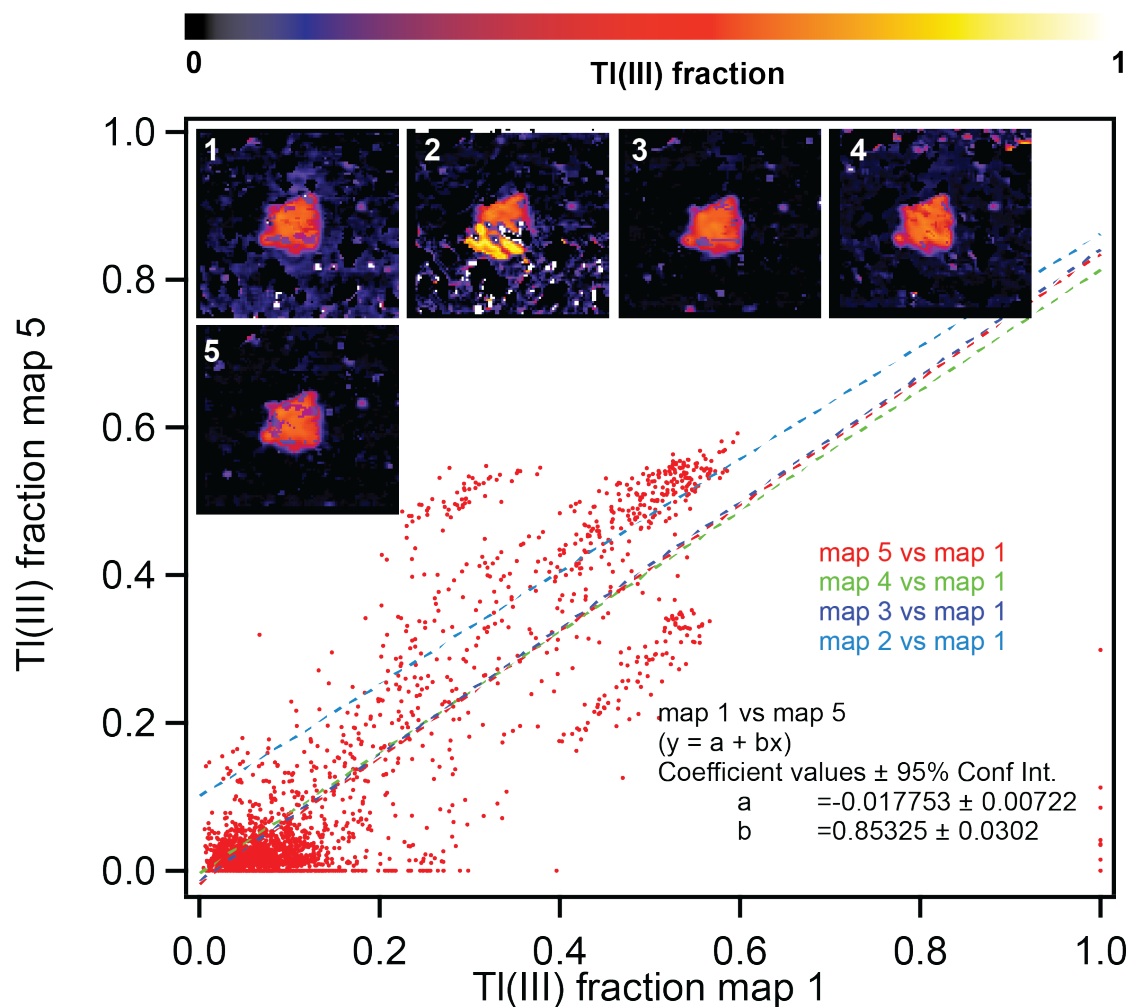 0
1
Tl(III) fraction
1.0
0.8
0.6
0.4
0.2
0.0
Tl(III) fraction map 5
1
2
3
4
5
map 5 vs map 1
map 4 vs map 1
map 3 vs map 1
map 2 vs map 1
map 1 vs map 5
(y = a + bx)
Coefficient values ± 95% Conf Int.
a =-0.017753 ± 0.00722
b =0.85325 ± 0.0302
0.0 0.2 0.4 0.6 0.8 1.0
Tl(III) fraction map 1